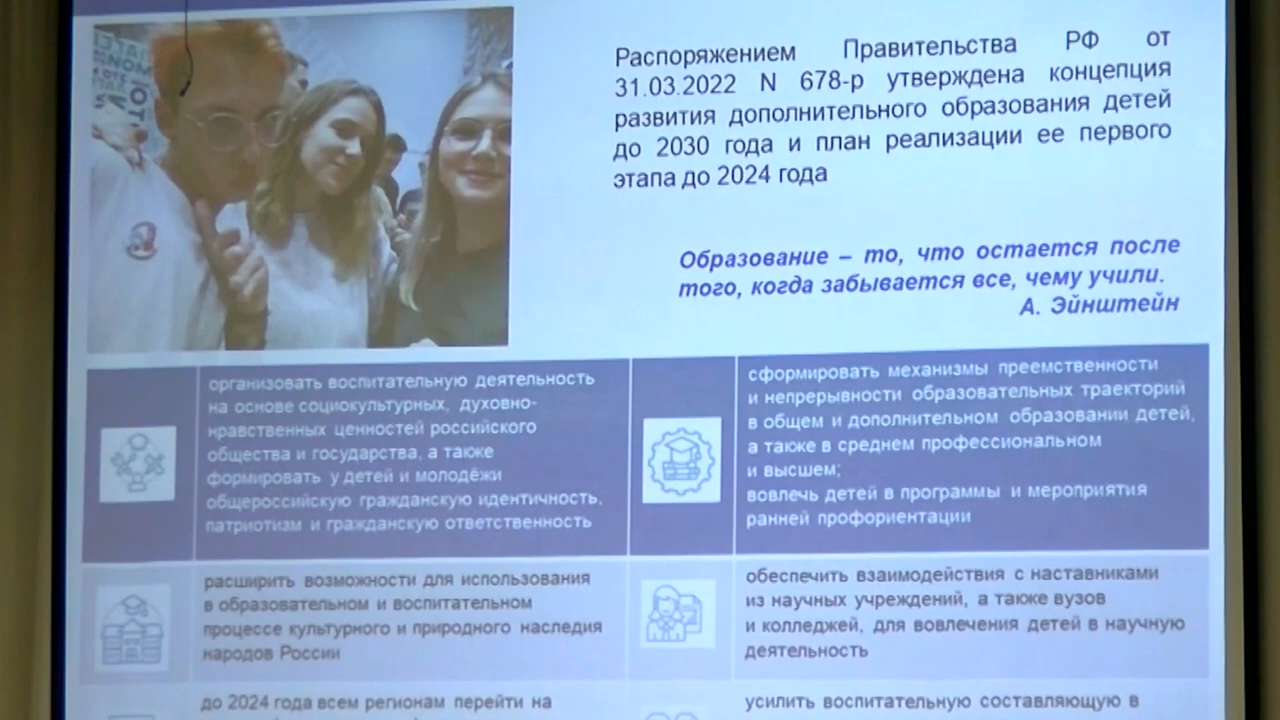 Распоряжением Правительства РФ от
31.03.2022 N 678-р утверждена концепция
развития дополнительного образования детей
до 2030 года и план реализации ее первого
этапа до 2024 года
Образование – то, что остается после
того, когда забывается все, чему учили.
А. Эйнштейн
организовать воспитательную деятельность
на основе социокультурных, духовно-
нравственных ценностей российского
общества и государства, а также
формировать у детей и молодёжи
общероссийскую гражданскую идентичность,
патриотизм и гражданскую ответственность
сформировать механизмы преемственности
и непрерывности образовательных траекторий
в общем и дополнительном образовании детей,
а также в среднем профессиональном
и высшем;
вовлечь детей в программы и мероприятия
ранней профориентации
расширить возможности для использования
в образовательном и воспитательном
процессе культурного и природного наследия
народов России
обеспечить взаимодействия с наставниками
из научных учреждений, а также вузов
и колледжей, для вовлечения детей в научную
деятельность
до 2024 года всем регионам перейти на
усилить воспитательную составляющую в